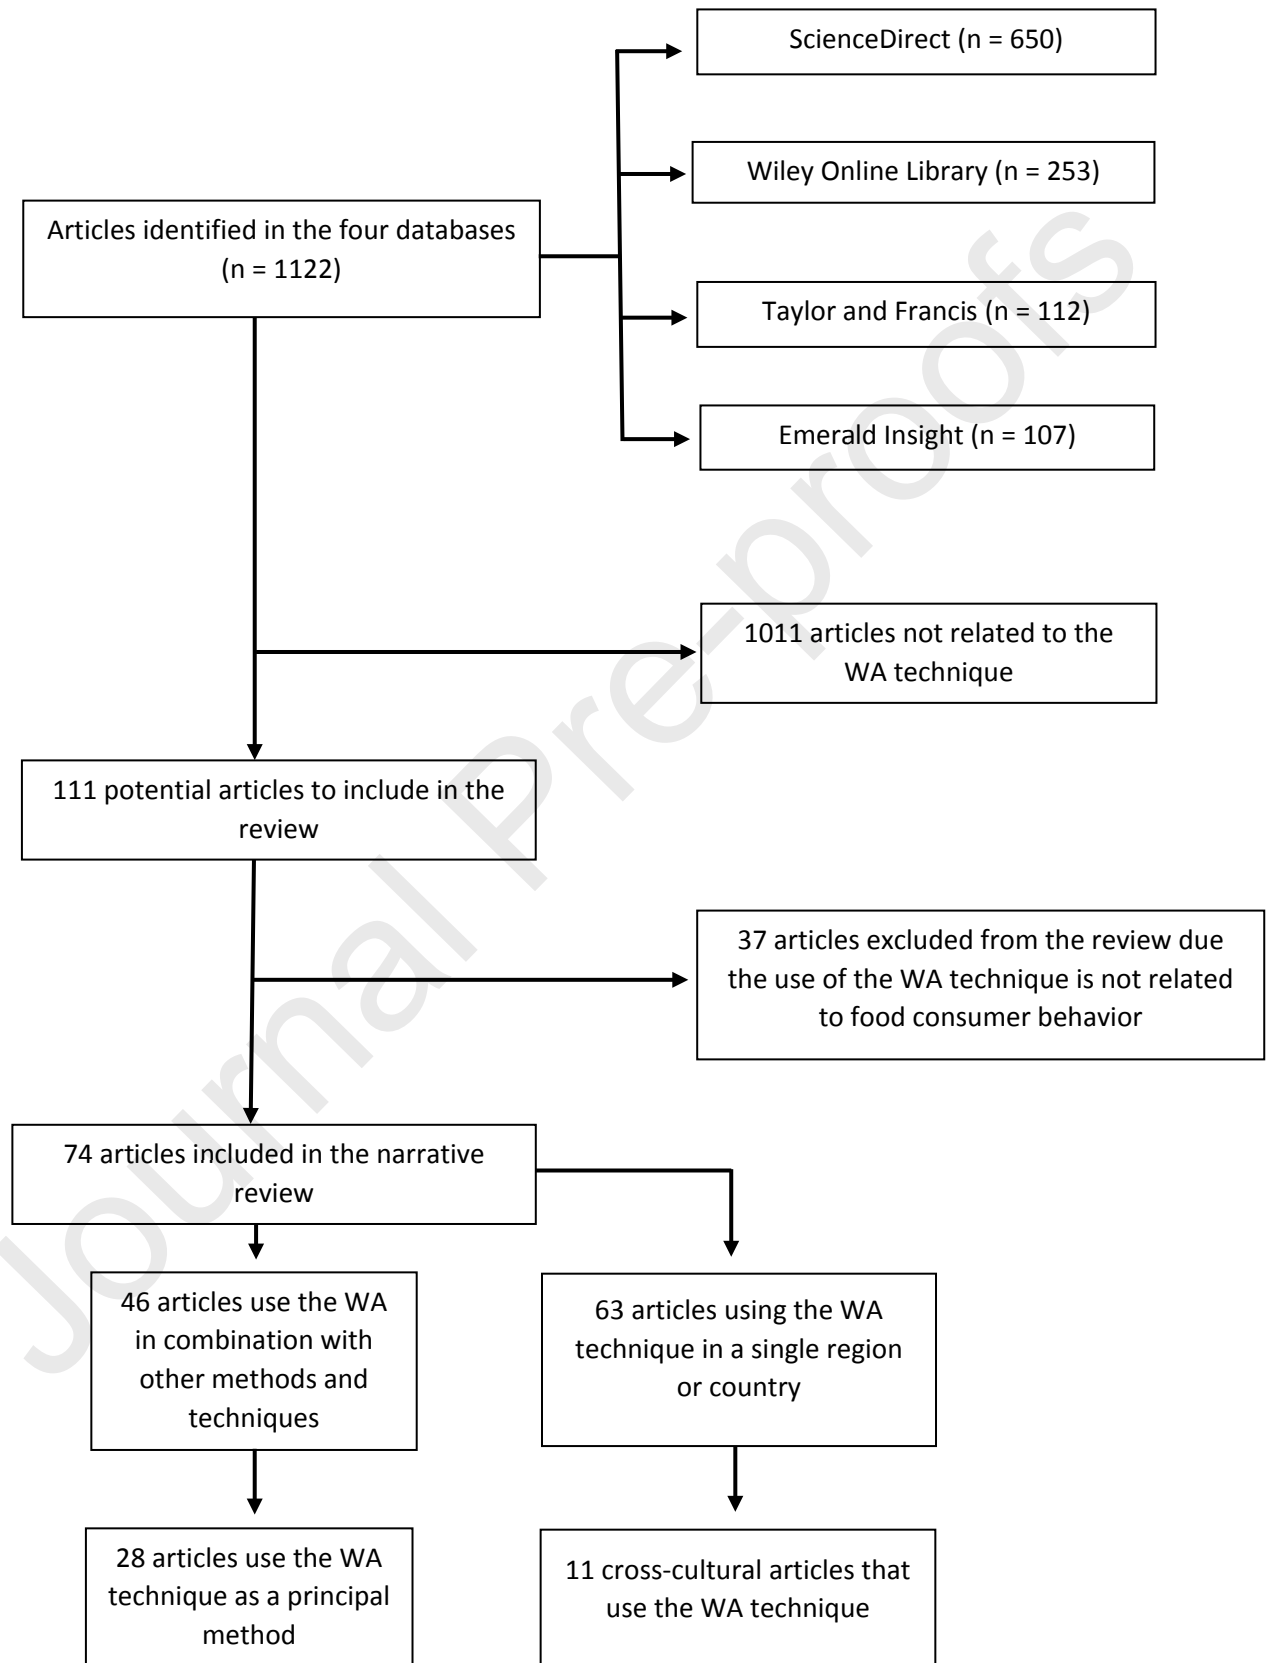 ScienceDirect (n = 650)
Wiley Online Library (n = 253)
Articles identified in the four databases
(n = 1122)
Taylor and Francis (n = 112)
Emerald Insight (n = 107)
1011 articles not related to the
WA technique
111 potential articles to include in the
review
37 articles excluded from the review due
the use of the WA technique is not related
to food consumer behavior
74 articles included in the narrative
review
46 articles use the WA
in combination with
other methods and
techniques
63 articles using the WA
technique in a single region
or country
28 articles use the WA
technique as a principal
method
11 cross-cultural articles that
use the WA technique
Journal Pre-proofs